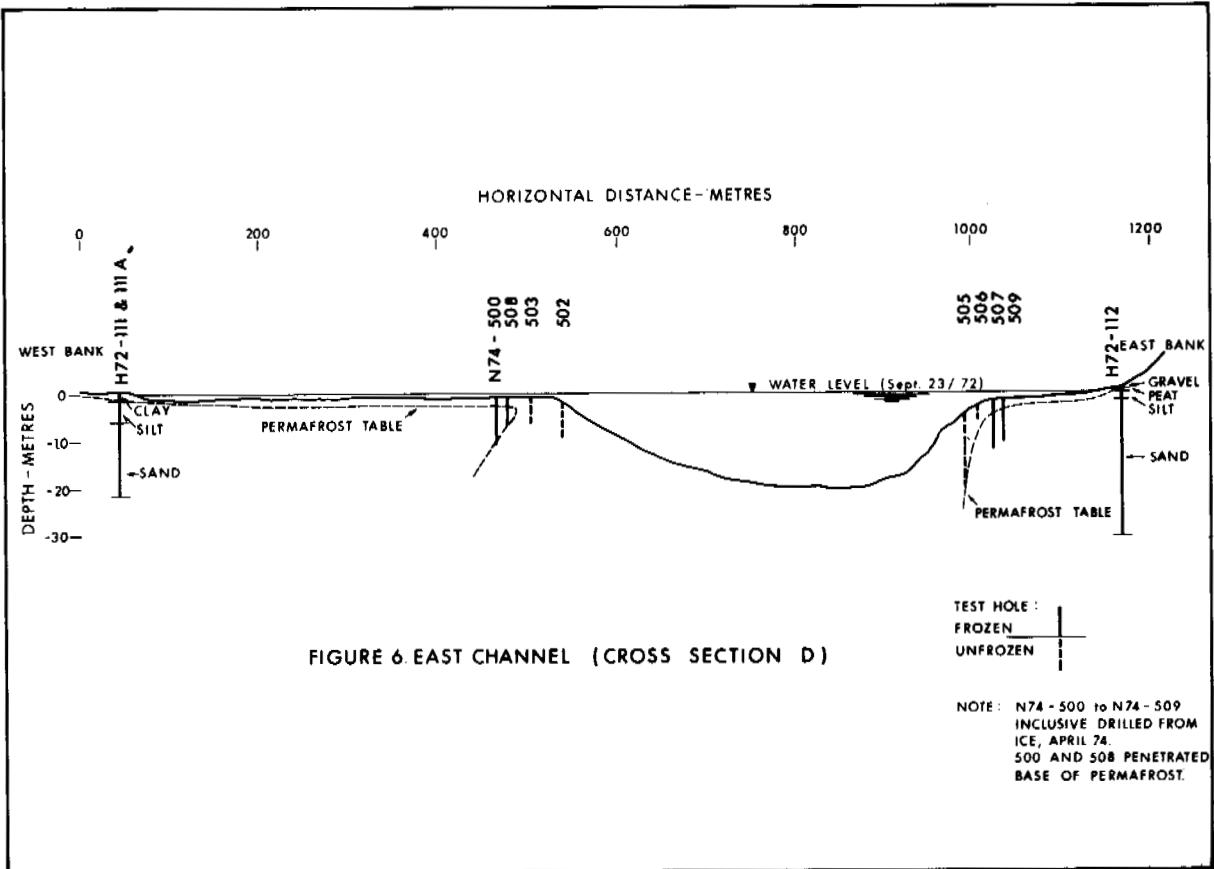 HORIZONTAL DISTANCE-METRES
0 200 400 600 800 1000 1200
H72-111 & 111 A
N74 - 500
508
503
502
505
506
507
509
H72-112
WEST BANK
EAST BANK
WATER LEVEL (Sept. 23/72)
0
-10
-20
-30
DEPTH-METRES
CLAY
SILT
SAND
PERMAFROST TABLE
GRAVEL
PEAT
SILT
SAND
PERMAFROST TABLE
TEST HOLE :
FROZEN
UNFROZEN
FIGURE 6. EAST CHANNEL (CROSS SECTION D)
NOTE : N74-500 to N74-509
INCLUSIVE DRILLED FROM
ICE, APRIL 74.
500 AND 508 PENETRATED
BASE OF PERMAFROST.